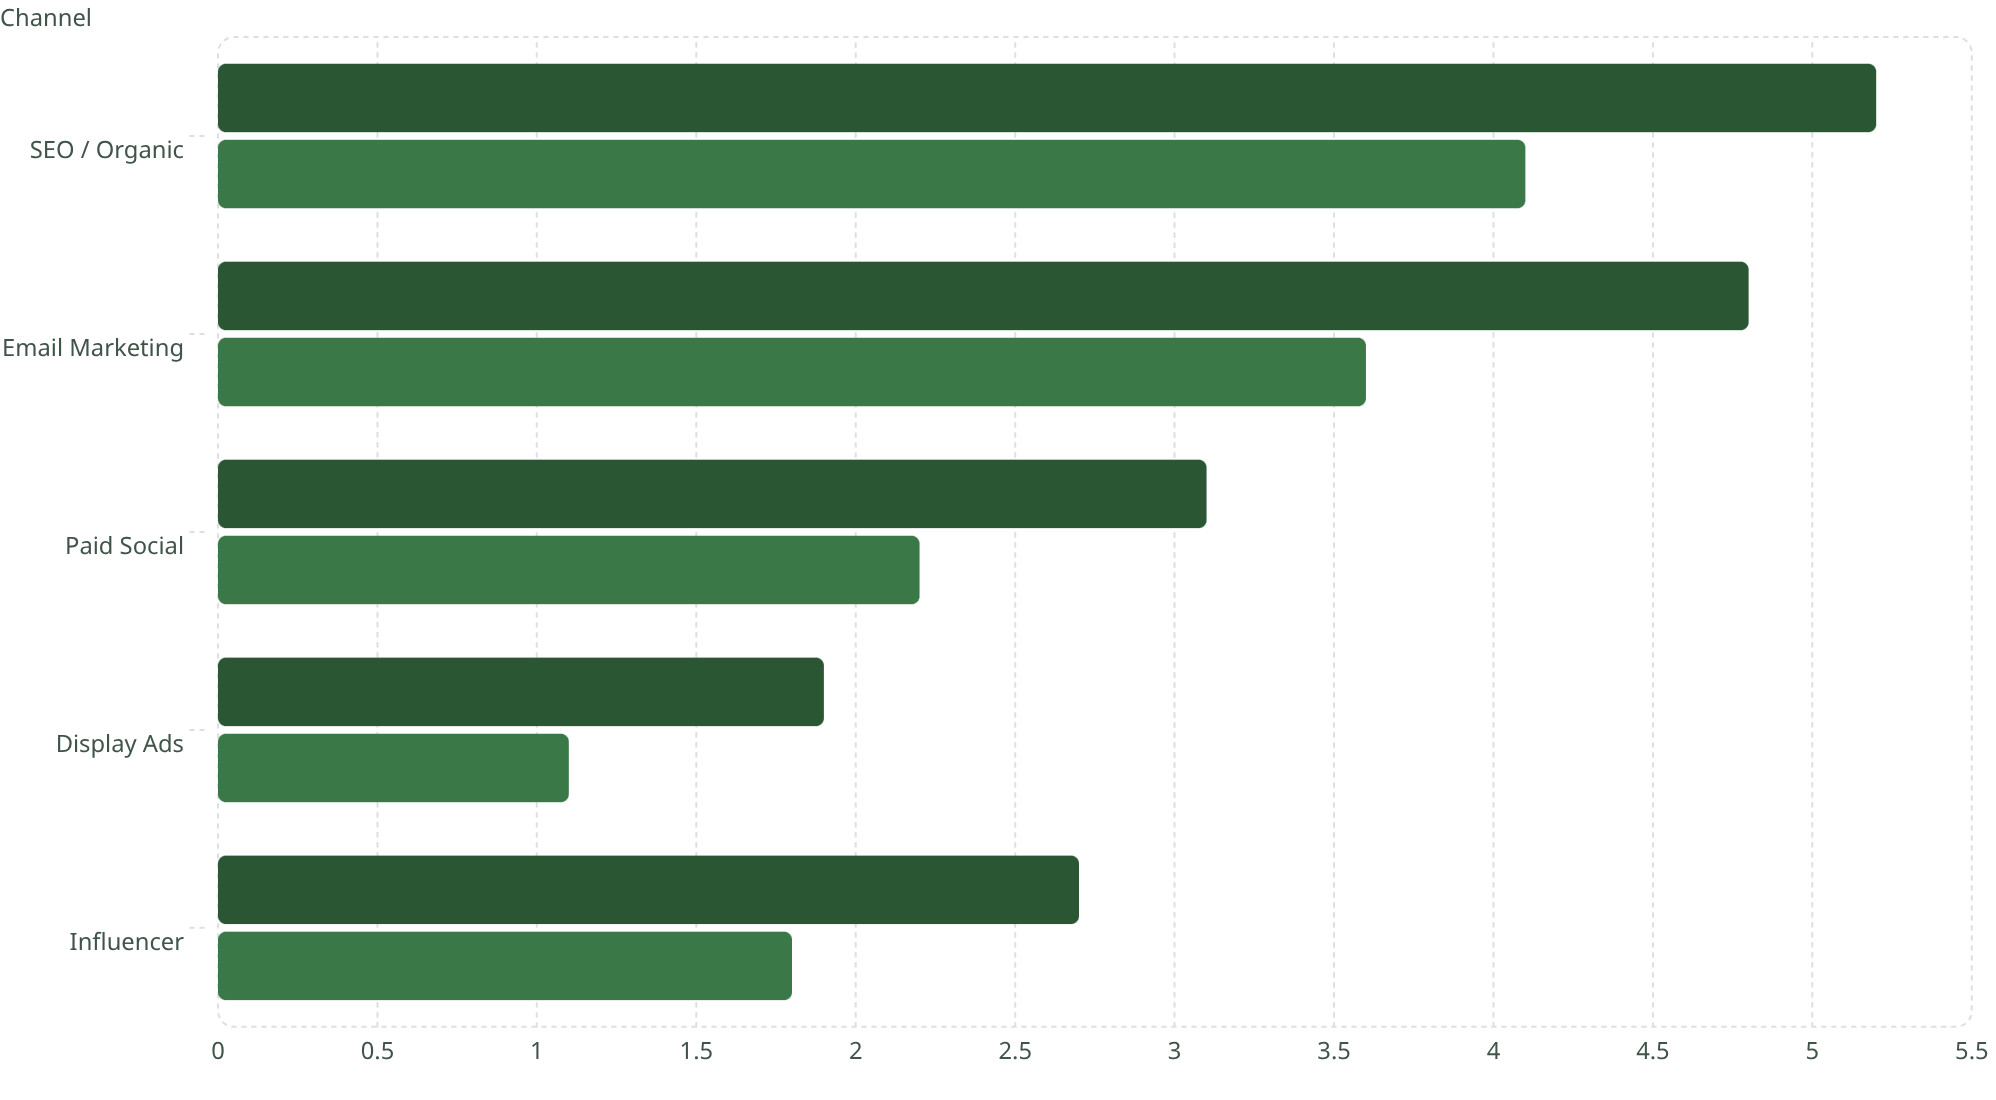 Channel
SEO / Organic
Email Marketing
Paid Social
Display Ads
Influencer
0 0.5 1 1.5 2 2.5 3 3.5 4 4.5 5 5.5